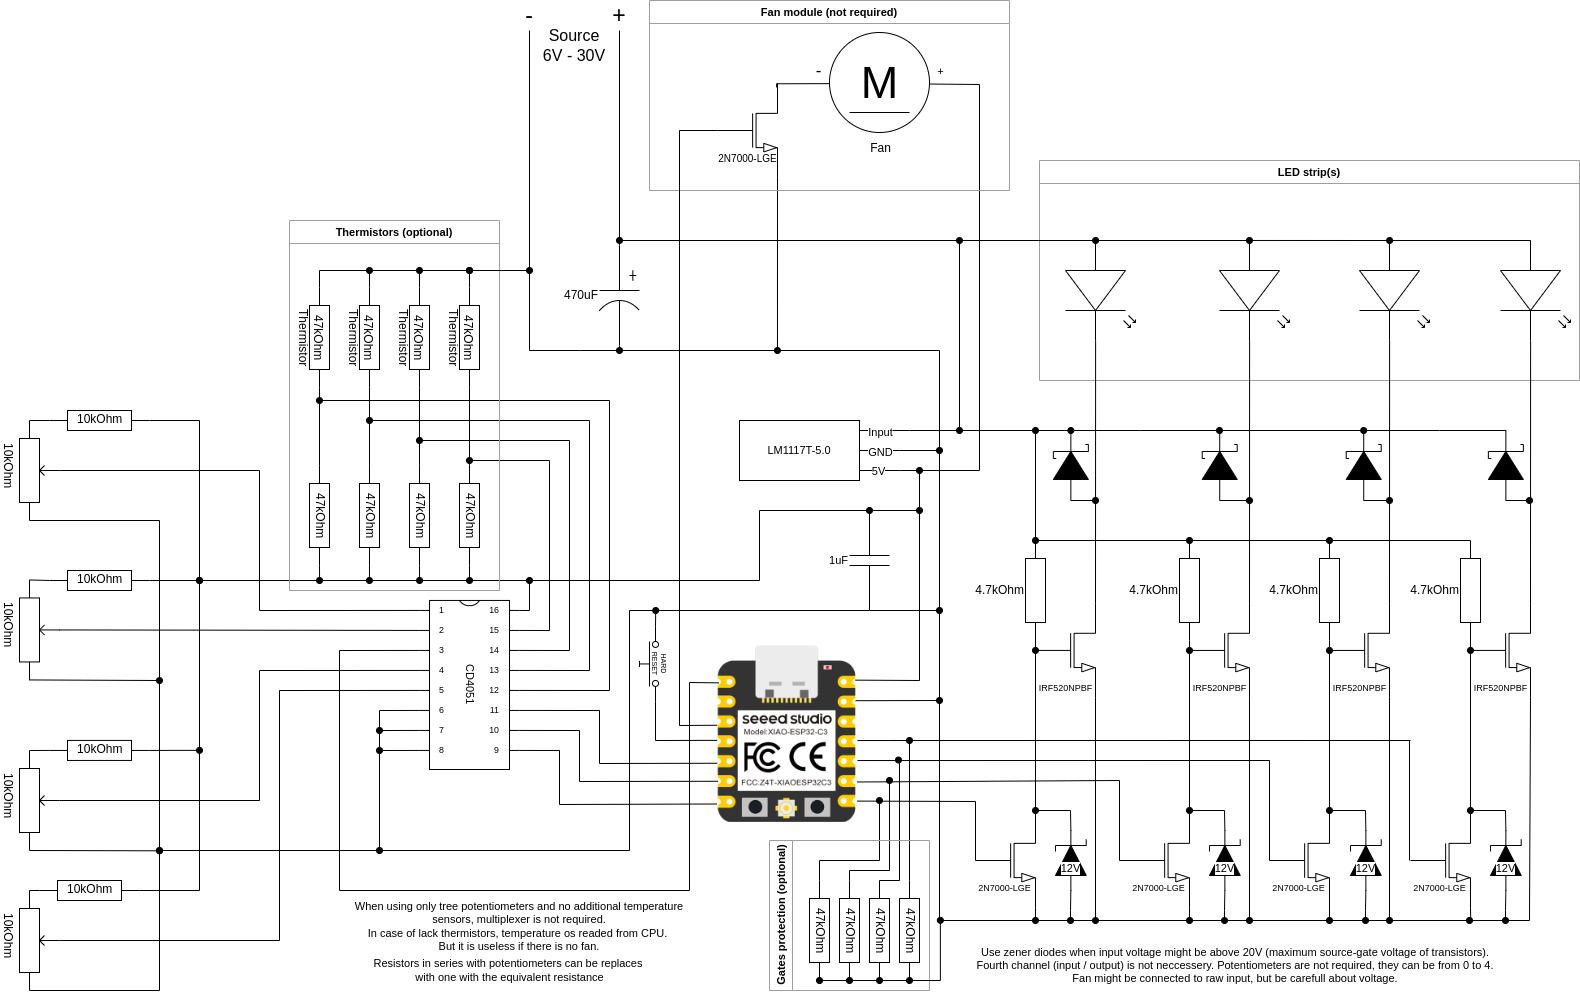 Fan module (not required)
-
+
Source
6V - 30V
-
M
+
Fan
2N7000-LGE
LED strip(s)
Thermistors (optional)
+
470uF
47kOhm
Thermistor
47kOhm
Thermistor
47kOhm
Thermistor
47kOhm
Thermistor
10kOhm
10kOhm
LM1117T-5.0
Input
GND
5V
47kOhm
47kOhm
47kOhm
47kOhm
1uF
4.7kOhm
4.7kOhm
4.7kOhm
4.7kOhm
10kOhm
10kOhm
1
2
3
4
5
6
7
8
CD4051
16
15
14
13
12
11
10
9
HARD
RESET
IRF520NPBF
IRF520NPBF
IRF520NPBF
IRF520NPBF
seeed studio
Model:XIAO-ESP32-C3
FCC CE
FCC:Z4T-XIAOESP32C3
10kOhm
10kOhm
10kOhm
10kOhm
2N7000-LGE
12V
2N7000-LGE
12V
2N7000-LGE
12V
2N7000-LGE
12V
Gates protection (optional)
47kOhm
47kOhm
47kOhm
47kOhm
When using only tree potentiometers and no additional temperature
sensors, multiplexer is not required.
In case of lack thermistors, temperature os readed from CPU.
But it is useless if there is no fan.
Resistors in series with potentiometers can be replaces
with one with the equivalent resistance
Use zener diodes when input voltage might be above 20V (maximum source-gate voltage of transistors).
Fourth channel (input / output) is not neccessery. Potentiometers are not required, they can be from 0 to 4.
Fan might be connected to raw input, but be carefull about voltage.